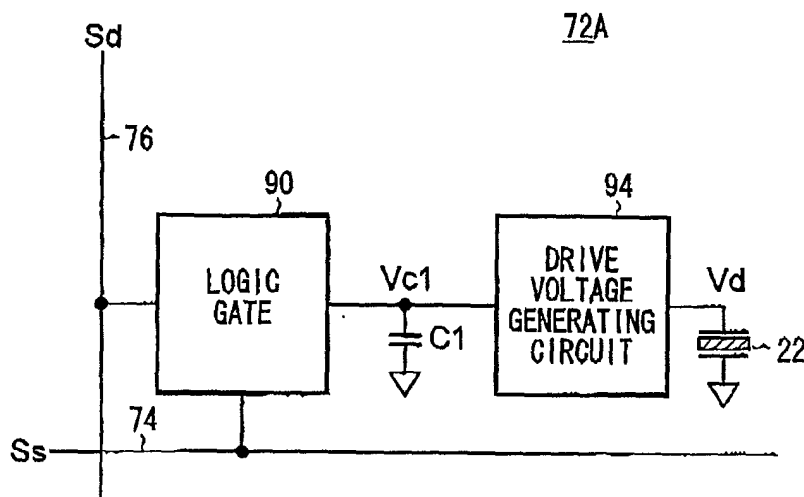 Sd
72A
76
90
94
LOGIC
GATE
Vc1
DRIVE
VOLTAGE
GENERATING
CIRCUIT
Vd
C1
22
74
Ss